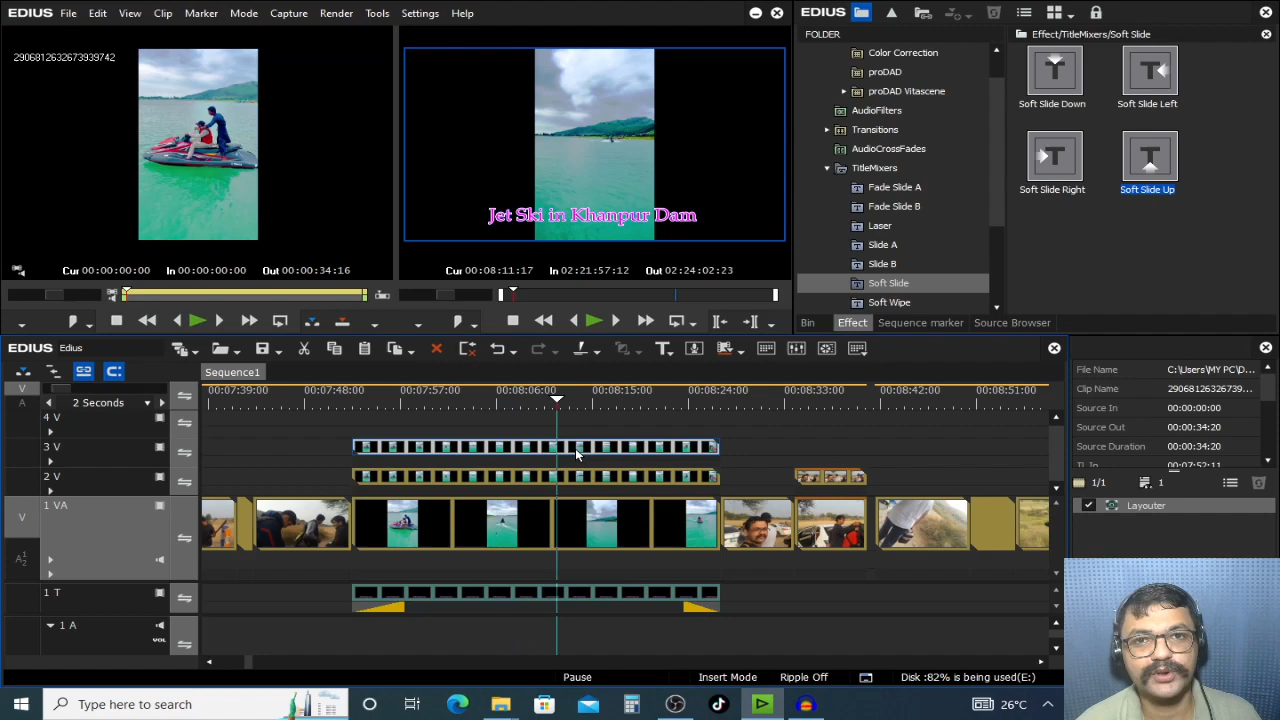 EDIUS File Edit View Clip Marker Mode Capture Render Tools Settings Help
2906812632673939742
Jet Ski in Khanpur Dam
Cur 00:00:00:00 In 00:00:00:00 Out 00:00:34:16
Cur 00:08:11:17 In 02:21:57:12 Out 02:24:02:23
EDIUS
FOLDER
Color Correction
proDAD
proDAD Vitascene
AudioFilters
Transitions
AudioCrossFades
TitleMixers
Fade Slide A
Fade Slide B
Laser
Slide A
Slide B
Soft Slide
Soft Wipe
Effect/TitleMixers/Soft Slide
T T
Soft Slide Down Soft Slide Left
T T
Soft Slide Right Soft Slide Up
Bin Effect Sequence marker Source Browser
EDIUS Edius
T
Sequence1
V
A
2 Seconds
00:07:39:00 00:07:48:00 00:07:57:00 00:08:06:00 00:08:15:00 00:08:24:00 00:08:33:00 00:08:42:00 00:08:51:00
4 V
3 V
2 V
1 VA
V
A12
1 T
1 A
VOL
Pause Insert Mode Ripple Off Disk :82% is being used(E:)
File Name C:\Users\MY PC\D...
Clip Name 29068126326739...
Source In 00:00:00:00
Source Out 00:00:34:20
Source Duration 00:00:34:20
TL In 00:07:52:11
1/1 1
Layouter
Type here to search
26°C